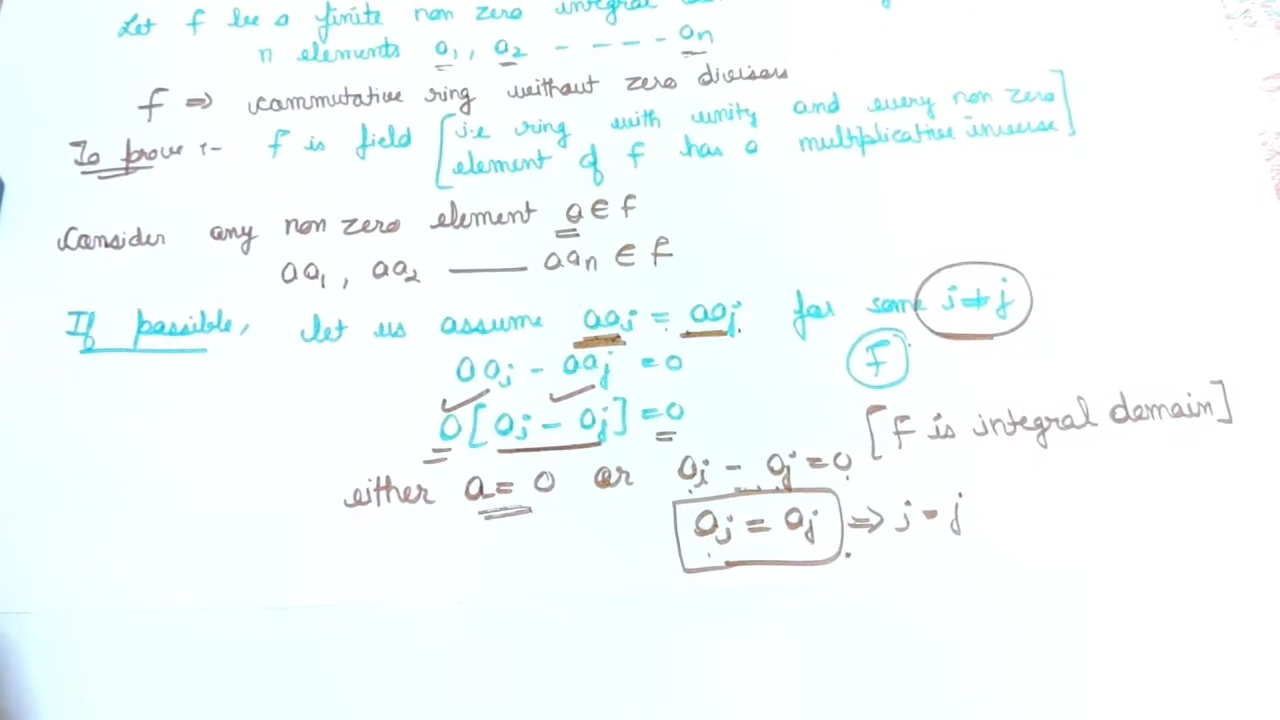 Let f be a finite non zero integral
n elements a1, a2 - - - - - an
f ⇒ commutative ring without zero divisors
To prove :- f is field [i.e ring with unity and every non zero
element of f has a multiplicative inverse]
Consider any non zero element a ∈ f
aa1, aa2 —— aan ∈ f
If possible, let us assume aai = aaj for some i ≠ j
aai - aaj = 0
F
a[ai - aj] = 0 [F is integral domain]
either a = 0 or ai - aj = 0
ai = aj ⇒ i = j